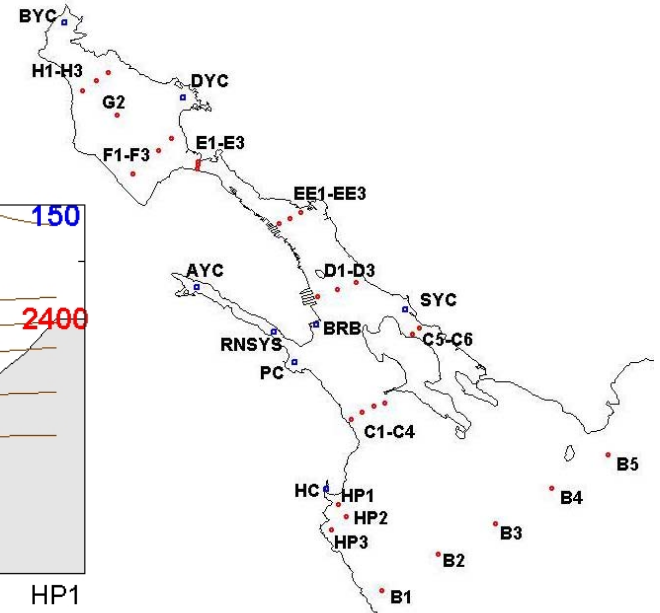 BYC
H1-H3
DYC
G2
E1-E3
F1-F3
EE1-EE3
150
AYC
D1-D3
SYC
2400
RNSYS
BRB
C5-C6
PC
C1-C4
B5
HC
HP1
B4
HP2
B3
HP3
B2
HP1
B1